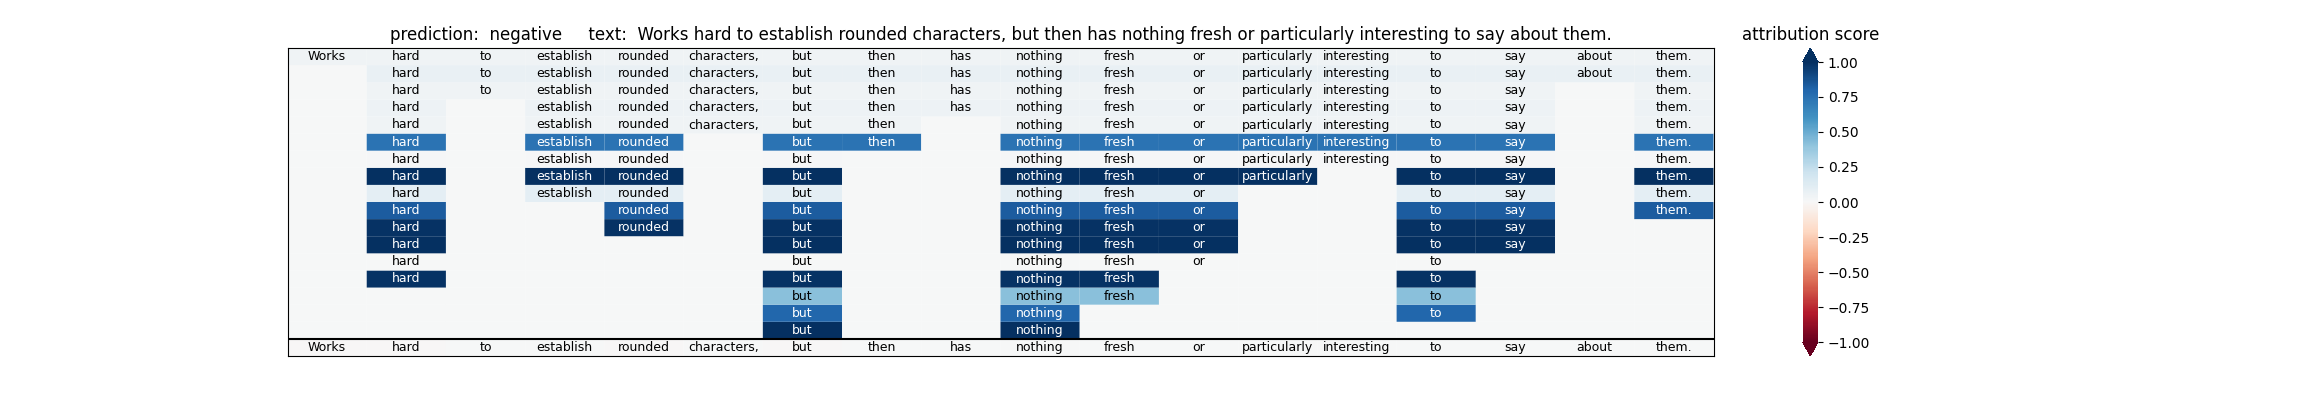 prediction: negative text: Works hard to establish rounded characters, but then has nothing fresh or particularly interesting to say about them. attribution score
Works hard to establish rounded characters, but then has nothing fresh or particularly interesting to say about them.
hard to establish rounded characters, but then has nothing fresh or particularly interesting to say about them.
hard to establish rounded characters, but then has nothing fresh or particularly interesting to say them.
hard establish rounded characters, but then has nothing fresh or particularly interesting to say them.
hard establish rounded characters, but then nothing fresh or particularly interesting to say them.
hard establish rounded but then nothing fresh or particularly interesting to say them.
hard establish rounded but nothing fresh or particularly interesting to say them.
hard establish rounded but nothing fresh or particularly to say them.
hard establish rounded but nothing fresh or to say them.
hard rounded but nothing fresh or to say them.
hard rounded but nothing fresh or to say
hard but nothing fresh or to say
hard but nothing fresh or to
hard but nothing fresh to
but nothing fresh to
but nothing to
but nothing
Works hard to establish rounded characters, but then has nothing fresh or particularly interesting to say about them.
1.00
0.75
0.50
0.25
0.00
−0.25
−0.50
−0.75
−1.00